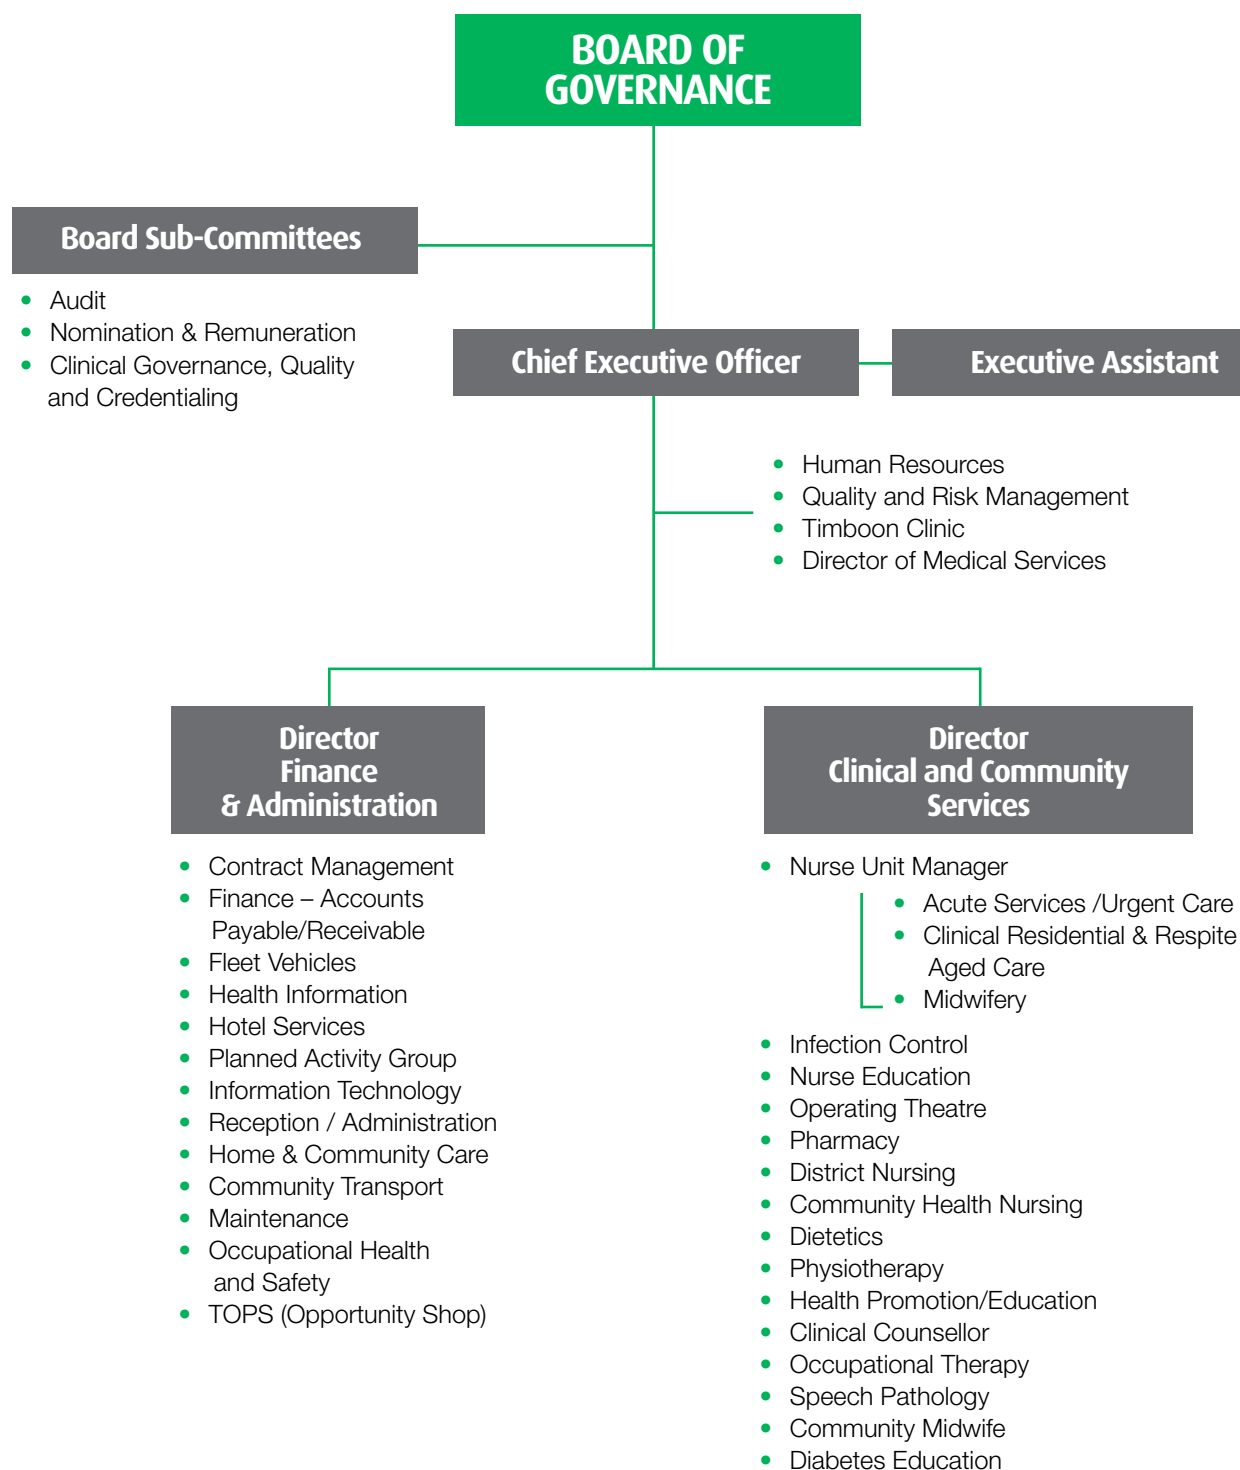 BOARD OF
GOVERNANCE
Board Sub-Committees
• Audit
• Nomination & Remuneration
• Clinical Governance, Quality
and Credentialing
Chief Executive Officer
Executive Assistant
• Human Resources
• Quality and Risk Management
• Timboon Clinic
• Director of Medical Services
Director
Finance
& Administration
• Contract Management
• Finance – Accounts
Payable/Receivable
• Fleet Vehicles
• Health Information
• Hotel Services
• Planned Activity Group
• Information Technology
• Reception / Administration
• Home & Community Care
• Community Transport
• Maintenance
• Occupational Health
and Safety
• TOPS (Opportunity Shop)
Director
Clinical and Community
Services
• Nurse Unit Manager
• Acute Services /Urgent Care
• Clinical Residential & Respite
Aged Care
• Midwifery
• Infection Control
• Nurse Education
• Operating Theatre
• Pharmacy
• District Nursing
• Community Health Nursing
• Dietetics
• Physiotherapy
• Health Promotion/Education
• Clinical Counsellor
• Occupational Therapy
• Speech Pathology
• Community Midwife
• Diabetes Education